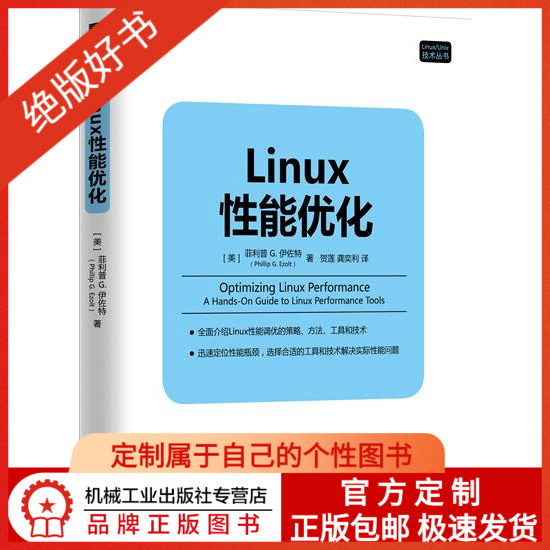 绝版好书
Linux/Unix
技术丛书
Linux
性能优化
[美] 菲利普 G. 伊佐特 著 贺莲 龚奕利 译
(Phillip G. Ezolt)
Optimizing Linux Performance
A Hands-On Guide to Linux Performance Tools
● 全面介绍Linux性能调优的策略、方法、工具和技术
● 迅速定位性能瓶颈，选择合适的工具和技术解决实际性能问题
ux性能优化
[美] 菲利普 G. 伊佐特 著
(Phillip G. Ezolt)
定制属于自己的个性图书
机械工业出版社专营店
品牌正版图书
官方定制
正版包邮 极速发货